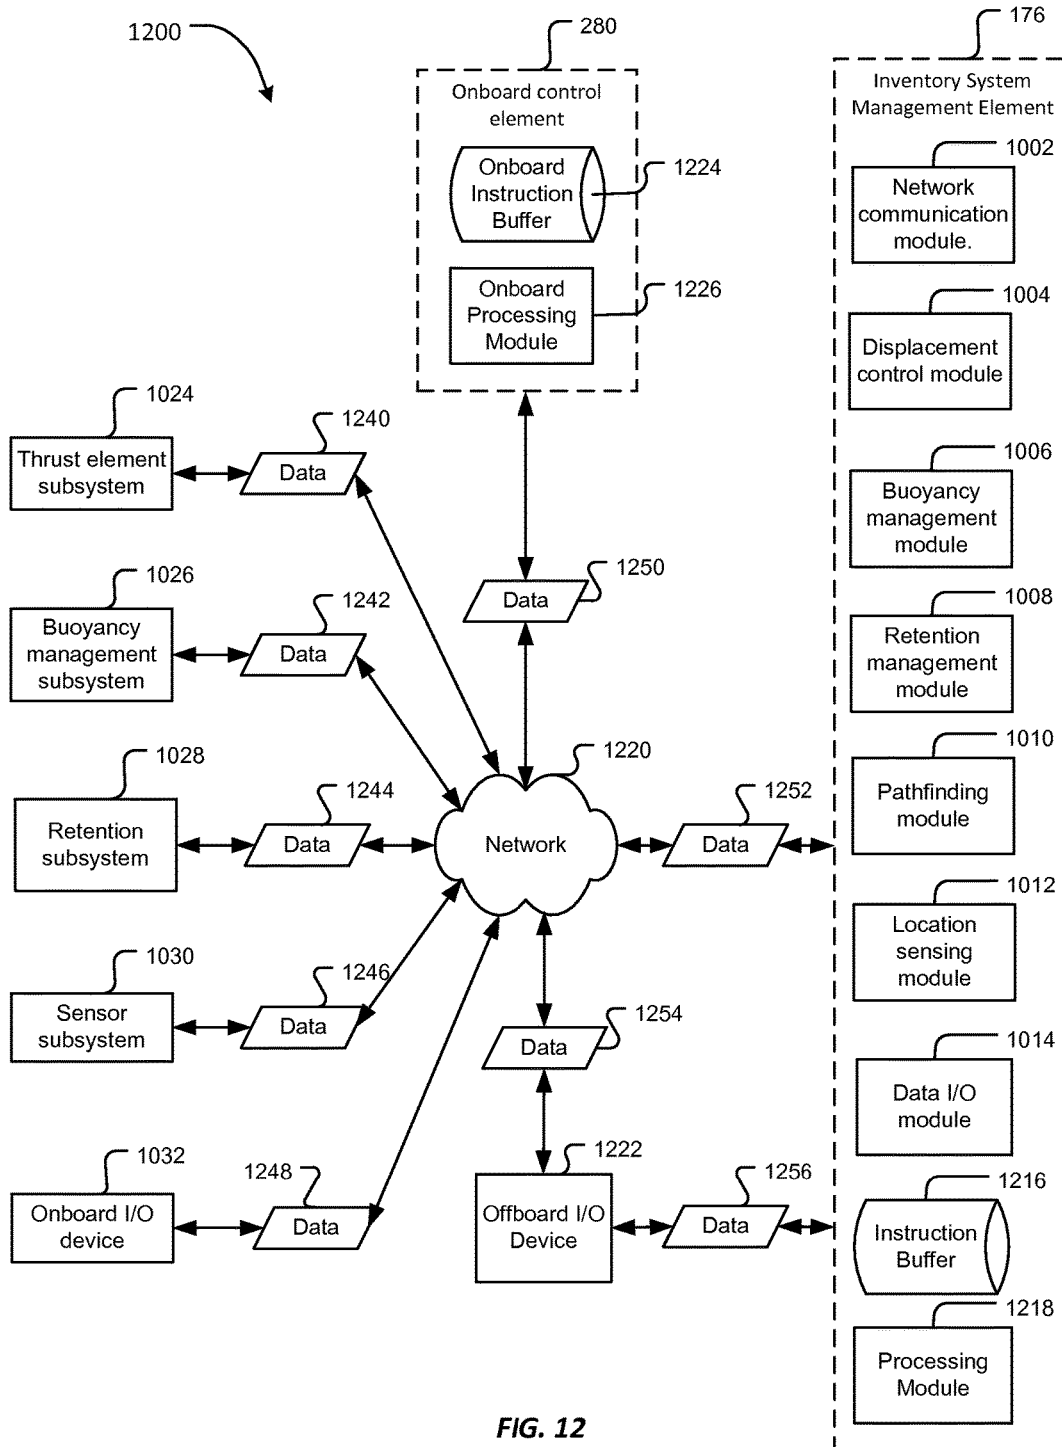 1200
280
176
Onboard control
element
Onboard
Instruction
Buffer
1224
Onboard
Processing
Module
1226
Inventory System
Management Element
1002
Network
communication
module.
1004
Displacement
control module
1006
Buoyancy
management
module
1008
Retention
management
module
1010
Pathfinding
module
1012
Location
sensing
module
1014
Data I/O
module
1216
Instruction
Buffer
1218
Processing
Module
1024
Thrust element
subsystem
1240
Data
1026
Buoyancy
management
subsystem
1242
Data
1250
Data
1028
Retention
subsystem
1244
Data
1220
Network
1252
Data
1030
Sensor
subsystem
1246
Data
1254
Data
1032
Onboard I/O
device
1248
Data
1222
Offboard I/O
Device
1256
Data
FIG. 12